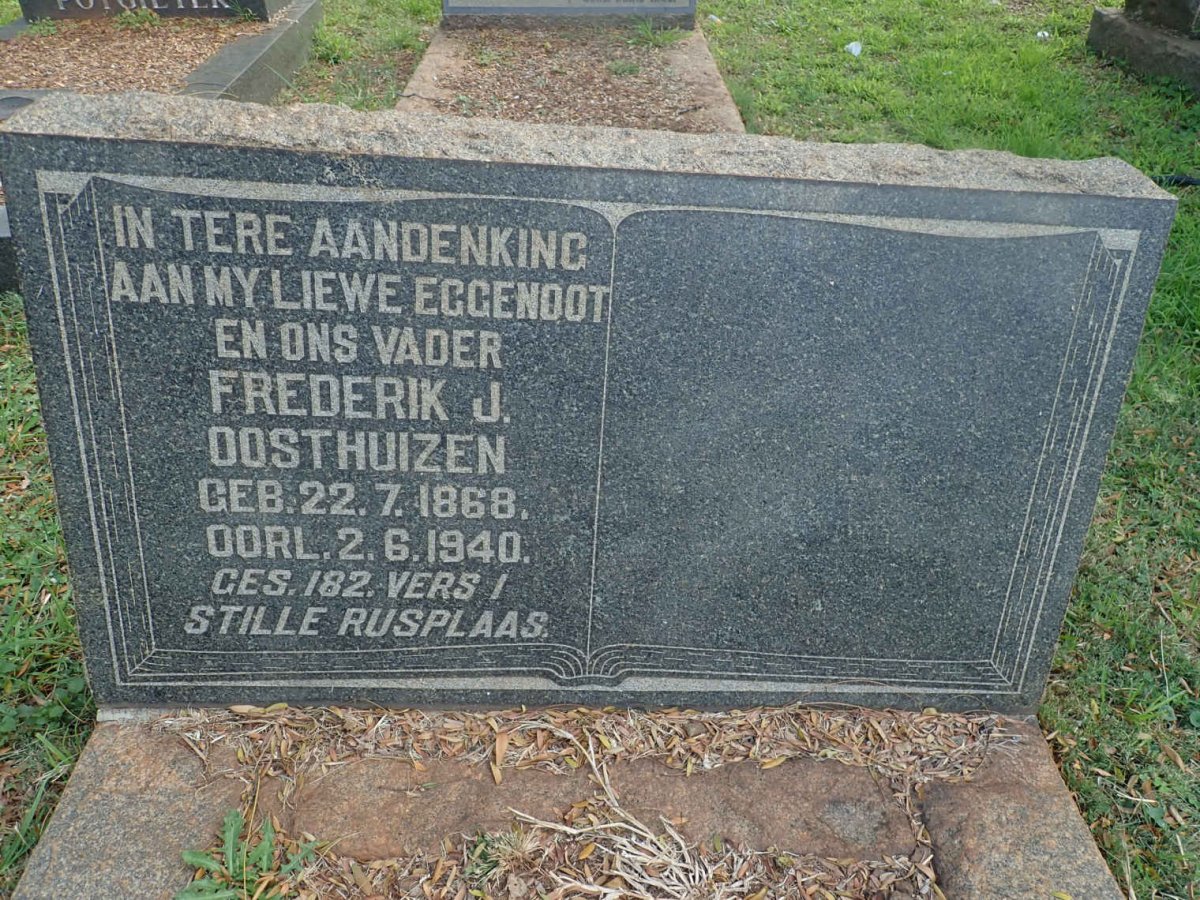 POTGIETER
IN TERE AANDENKING
AAN MY LIEWE EGGENOOT
EN ONS VADER
FREDERIK J.
OOSTHUIZEN
GEB. 22. 7. 1868.
OORL. 2. 6. 1940.
GES. 182. VERS 1
STILLE RUSPLAAS.